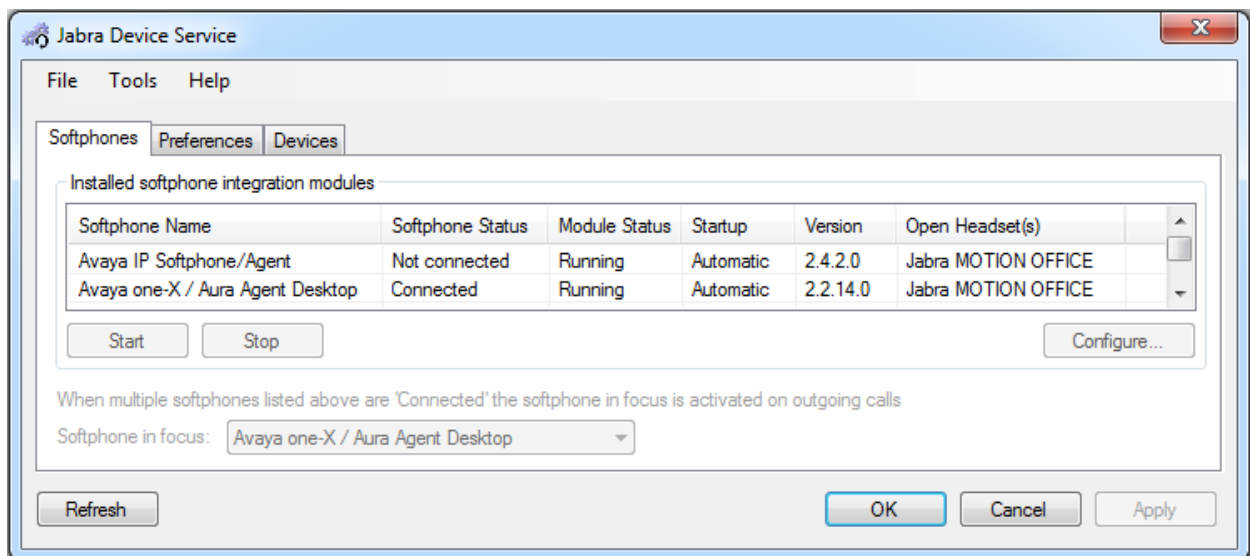 Jabra Device Service
File Tools Help
Softphones Preferences Devices
Installed softphone integration modules
Softphone Name Softphone Status Module Status Startup Version Open Headset(s)
Avaya IP Softphone/Agent Not connected Running Automatic 2.4.2.0 Jabra MOTION OFFICE
Avaya one-X / Aura Agent Desktop Connected Running Automatic 2.2.14.0 Jabra MOTION OFFICE
Start Stop Configure...
When multiple softphones listed above are 'Connected' the softphone in focus is activated on outgoing calls
Softphone in focus: Avaya one-X / Aura Agent Desktop
Refresh OK Cancel Apply